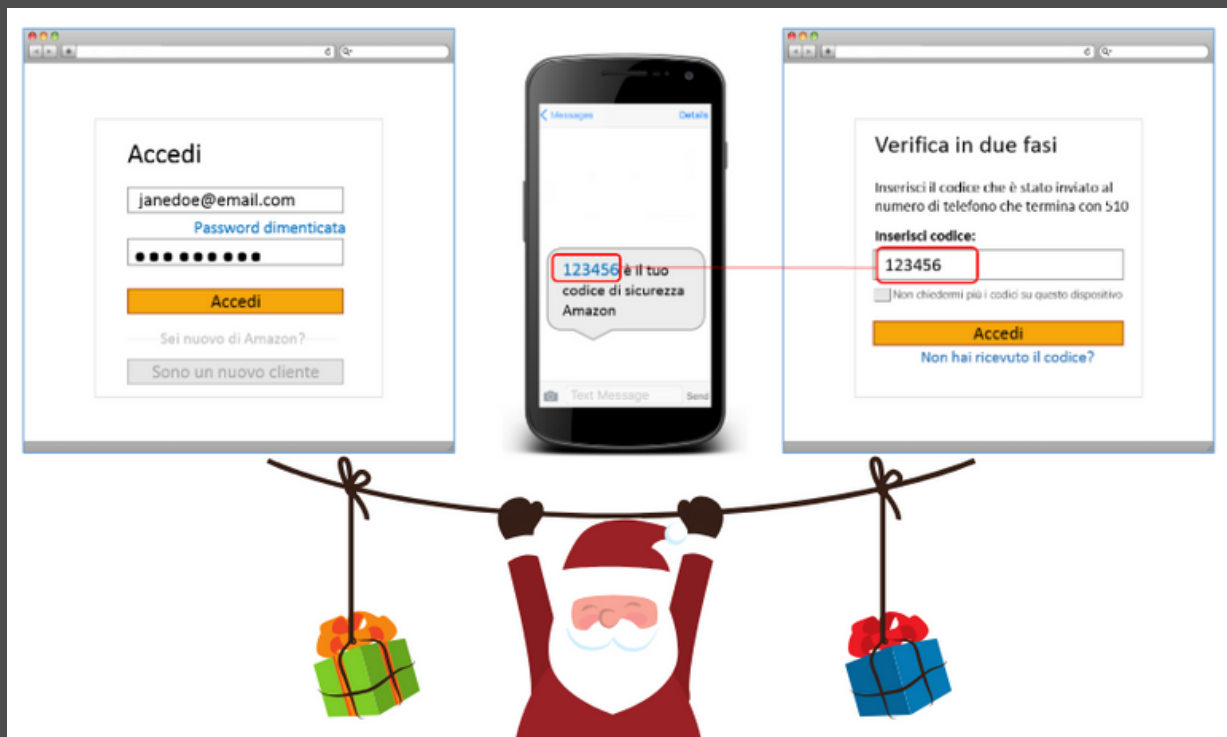 Accedi
janedoe@email.com
Password dimenticata
Accedi
Sei nuovo di Amazon?
Sono un nuovo cliente
Messages
Details
123456 è il tuo
codice di sicurezza
Amazon
Text Message
Send
Verifica in due fasi
Inserisci il codice che è stato inviato al
numero di telefono che termina con 510
Inserisci codice:
123456
Non chiedermi più i codici su questo dispositivo
Accedi
Non hai ricevuto il codice?